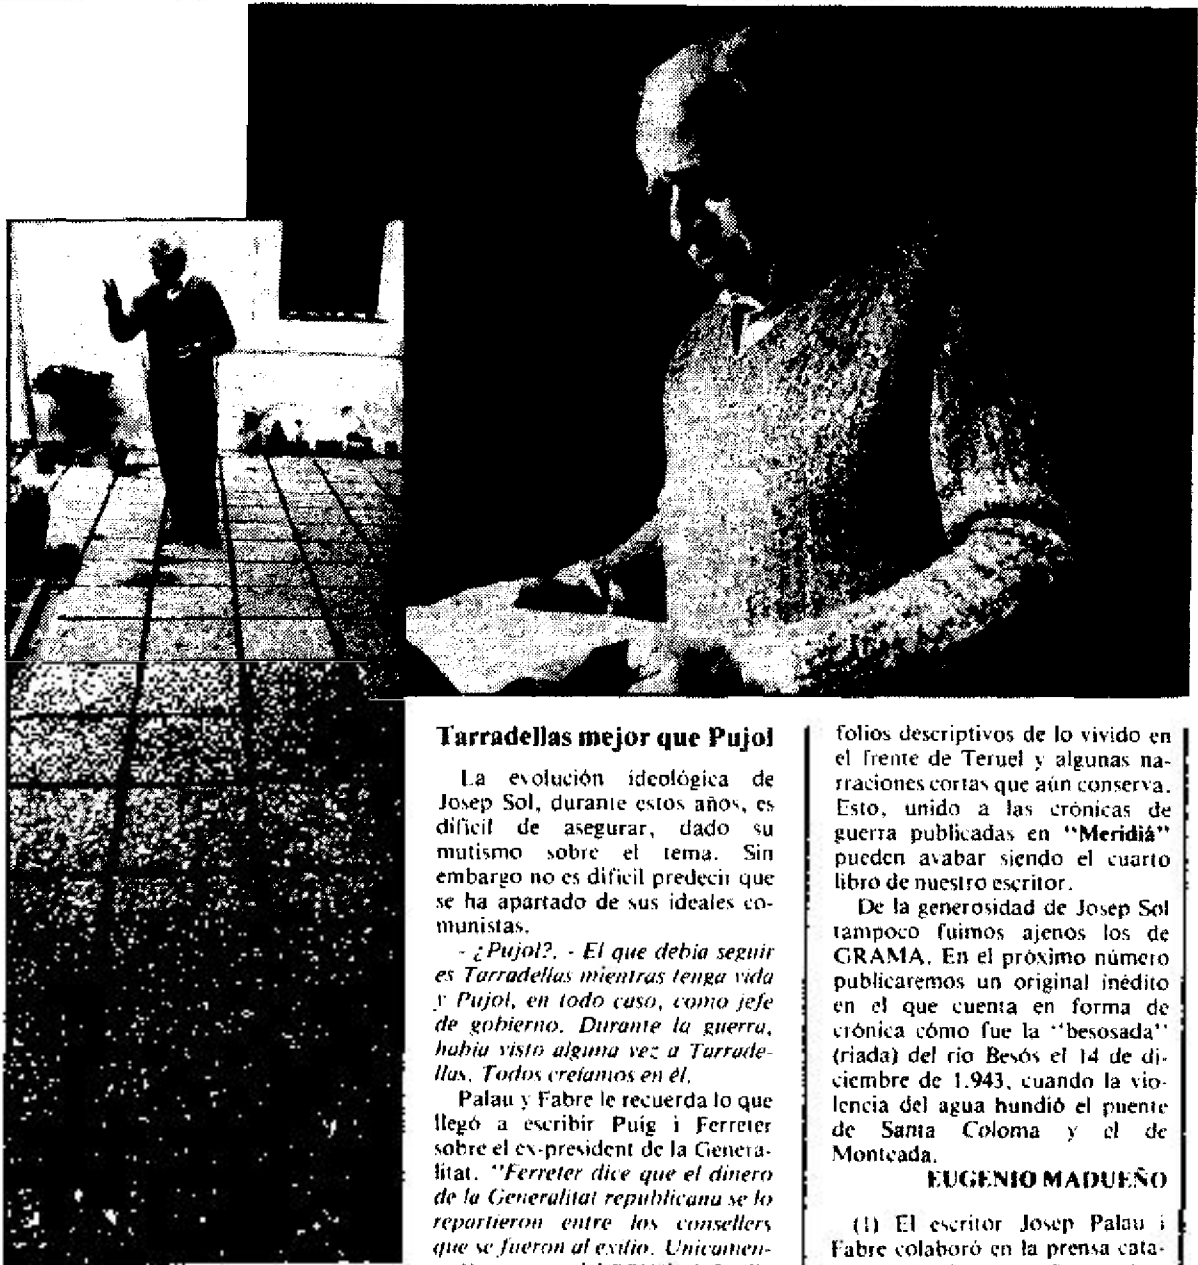 Tarradellas mejor que Pujol
La evolución ideológica de
Josep Sol, durante estos años, es
difícil de asegurar, dado su
mutismo sobre el tema. Sin
embargo no es difícil predecir que
se ha apartado de sus ideales co-
munistas.
- ¿Pujol?. - El que debía seguir
es Tarradellas mientras tenga vida
y Pujol, en todo caso, como jefe
de gobierno. Durante la guerra,
había visto alguna vez a Tarrade-
llas. Todos creíamos en él.
Palau y Fabre le recuerda lo que
llegó a escribir Puig i Ferreter
sobre el ex-president de la Genera-
litat. "Ferreter dice que el dinero
de la Generalitat republicana se lo
repartieron entre los consellers
que se fueron al exilio. Unicamen-
folios descriptivos de lo vivido en
el frente de Teruel y algunas na-
rraciones cortas que aún conserva.
Esto, unido a las crónicas de
guerra publicadas en "Meridiá"
pueden avabar siendo el cuarto
libro de nuestro escritor.
De la generosidad de Josep Sol
tampoco fuimos ajenos los de
GRAMA. En el próximo número
publicaremos un original inédito
en el que cuenta en forma de
crónica cómo fue la "besosada"
(riada) del río Besós el 14 de di-
ciembre de 1.943, cuando la vio-
lencia del agua hundió el puente
de Santa Coloma y el de
Montcada.
EUGENIO MADUEÑO
(1) El escritor Josep Palau i
Fabre colaboró en la prensa cata-